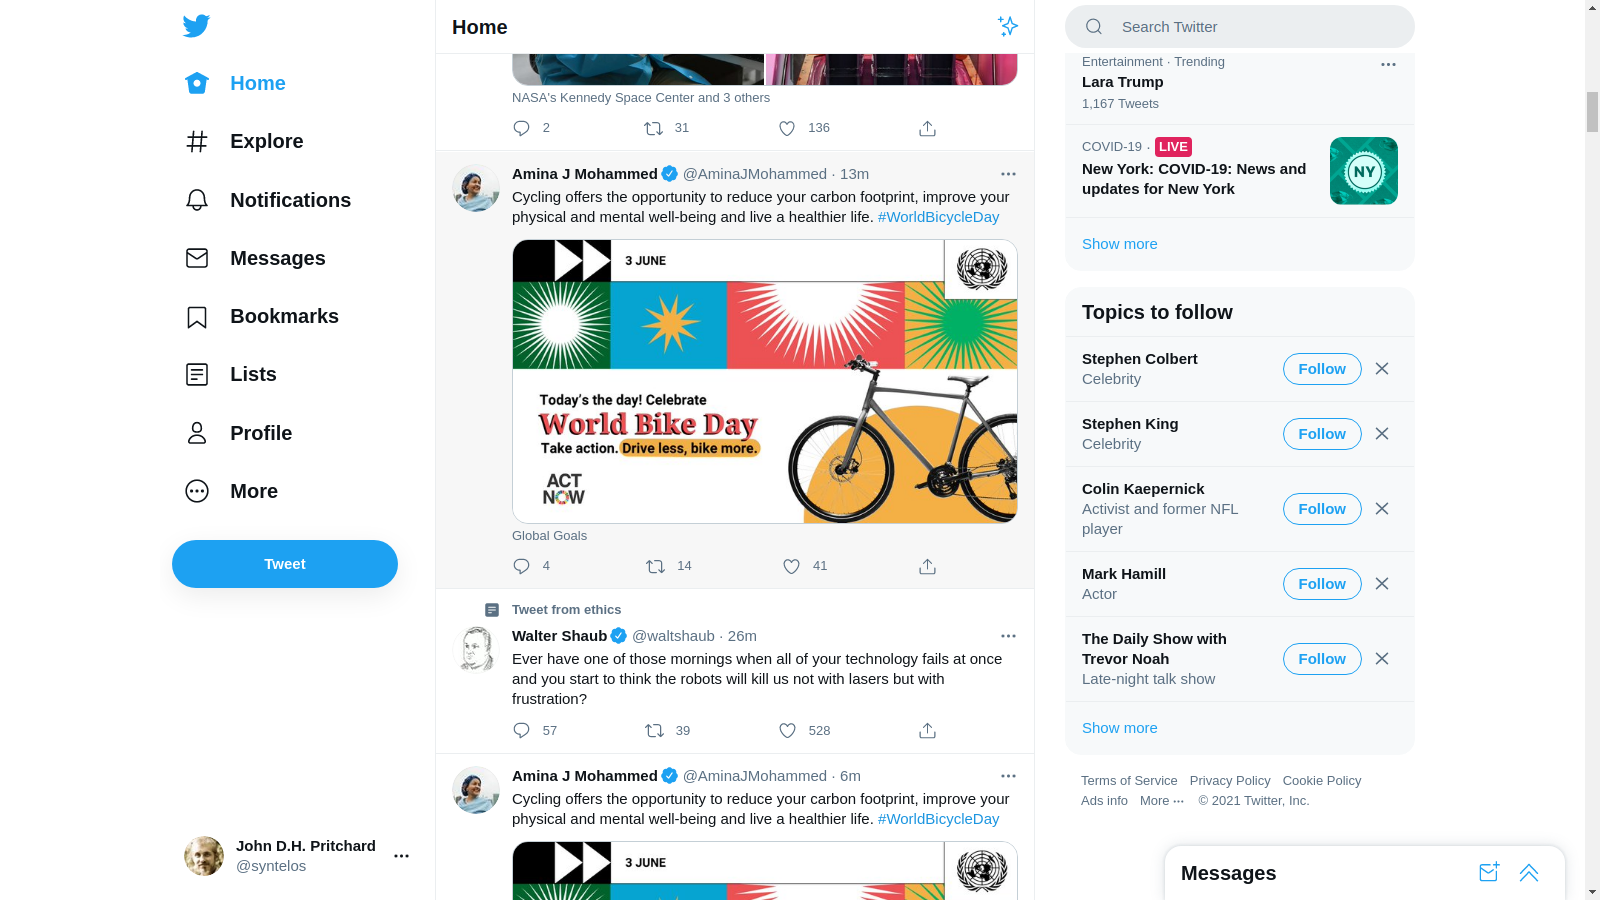 Home
Explore
Notifications
Messages
Bookmarks
Lists
Profile
More
Tweet
John D.H. Pritchard
@syntelos
Home
NASA's Kennedy Space Center and 3 others
2 31 136
Amina J Mohammed @AminaJMohammed · 13m
Cycling offers the opportunity to reduce your carbon footprint, improve your
physical and mental well-being and live a healthier life. #WorldBicycleDay
3 JUNE
Today's the day! Celebrate
World Bike Day
Take action. Drive less, bike more.
ACT
NOW
Global Goals
4 14 41
Tweet from ethics
Walter Shaub @waltshaub · 26m
Ever have one of those mornings when all of your technology fails at once
and you start to think the robots will kill us not with lasers but with
frustration?
57 39 528
Amina J Mohammed @AminaJMohammed · 6m
Cycling offers the opportunity to reduce your carbon footprint, improve your
physical and mental well-being and live a healthier life. #WorldBicycleDay
3 JUNE
Search Twitter
Entertainment · Trending
Lara Trump
1,167 Tweets
COVID-19 · LIVE
New York: COVID-19: News and
updates for New York
NY
Show more
Topics to follow
Stephen Colbert
Celebrity
Follow
Stephen King
Celebrity
Follow
Colin Kaepernick
Activist and former NFL
player
Follow
Mark Hamill
Actor
Follow
The Daily Show with
Trevor Noah
Late-night talk show
Follow
Show more
Terms of Service Privacy Policy Cookie Policy
Ads info More ··· © 2021 Twitter, Inc.
Messages